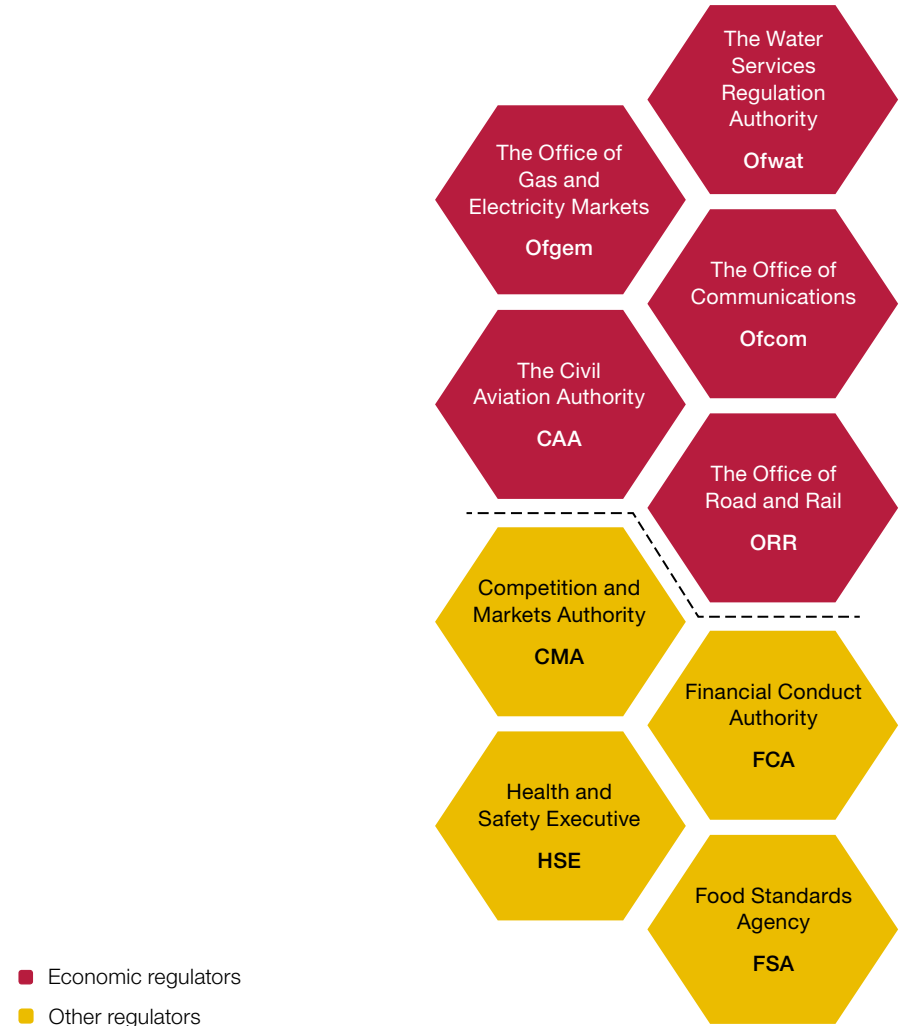 The Water
Services
Regulation
Authority
Ofwat
The Office of
Gas and
Electricity Markets
Ofgem
The Office of
Communications
Ofcom
The Civil
Aviation Authority
CAA
The Office of
Road and Rail
ORR
Competition and
Markets Authority
CMA
Financial Conduct
Authority
FCA
Health and
Safety Executive
HSE
Food Standards
Agency
FSA
Economic regulators
Other regulators